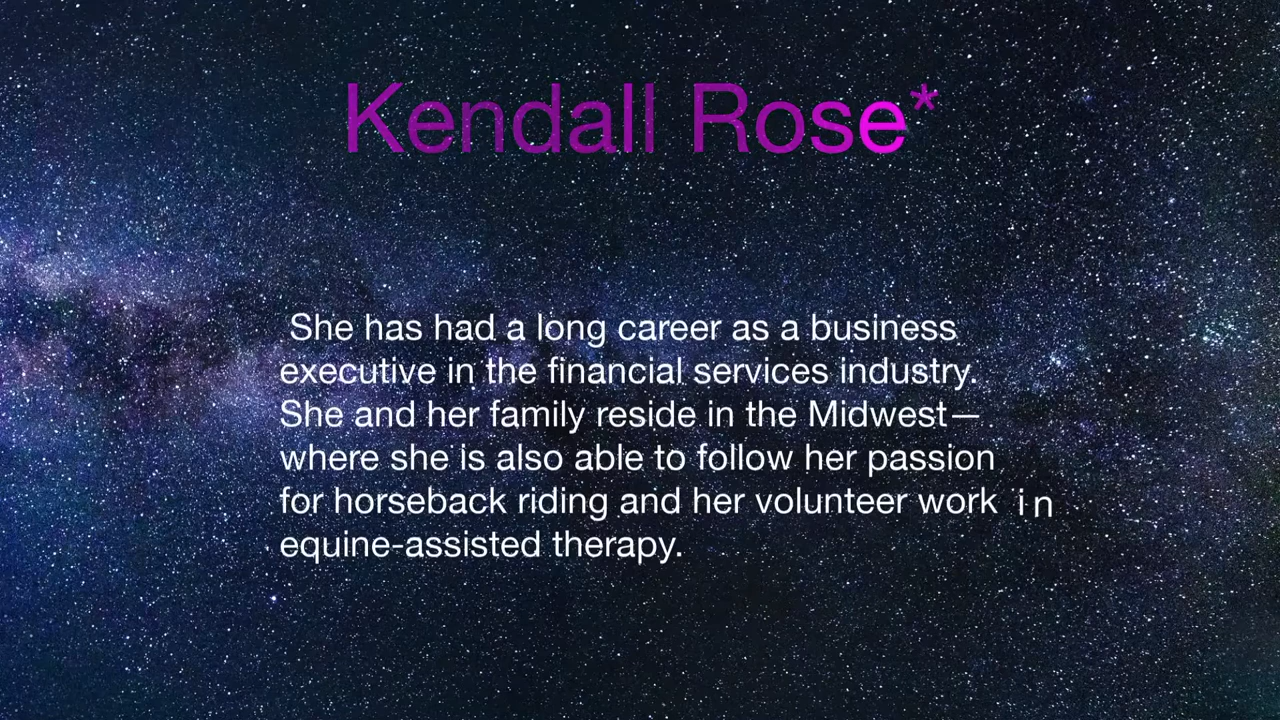 Kendall Rose*
She has had a long career as a business
executive in the financial services industry.
She and her family reside in the Midwest—
where she is also able to follow her passion
for horseback riding and her volunteer work in
equine-assisted therapy.